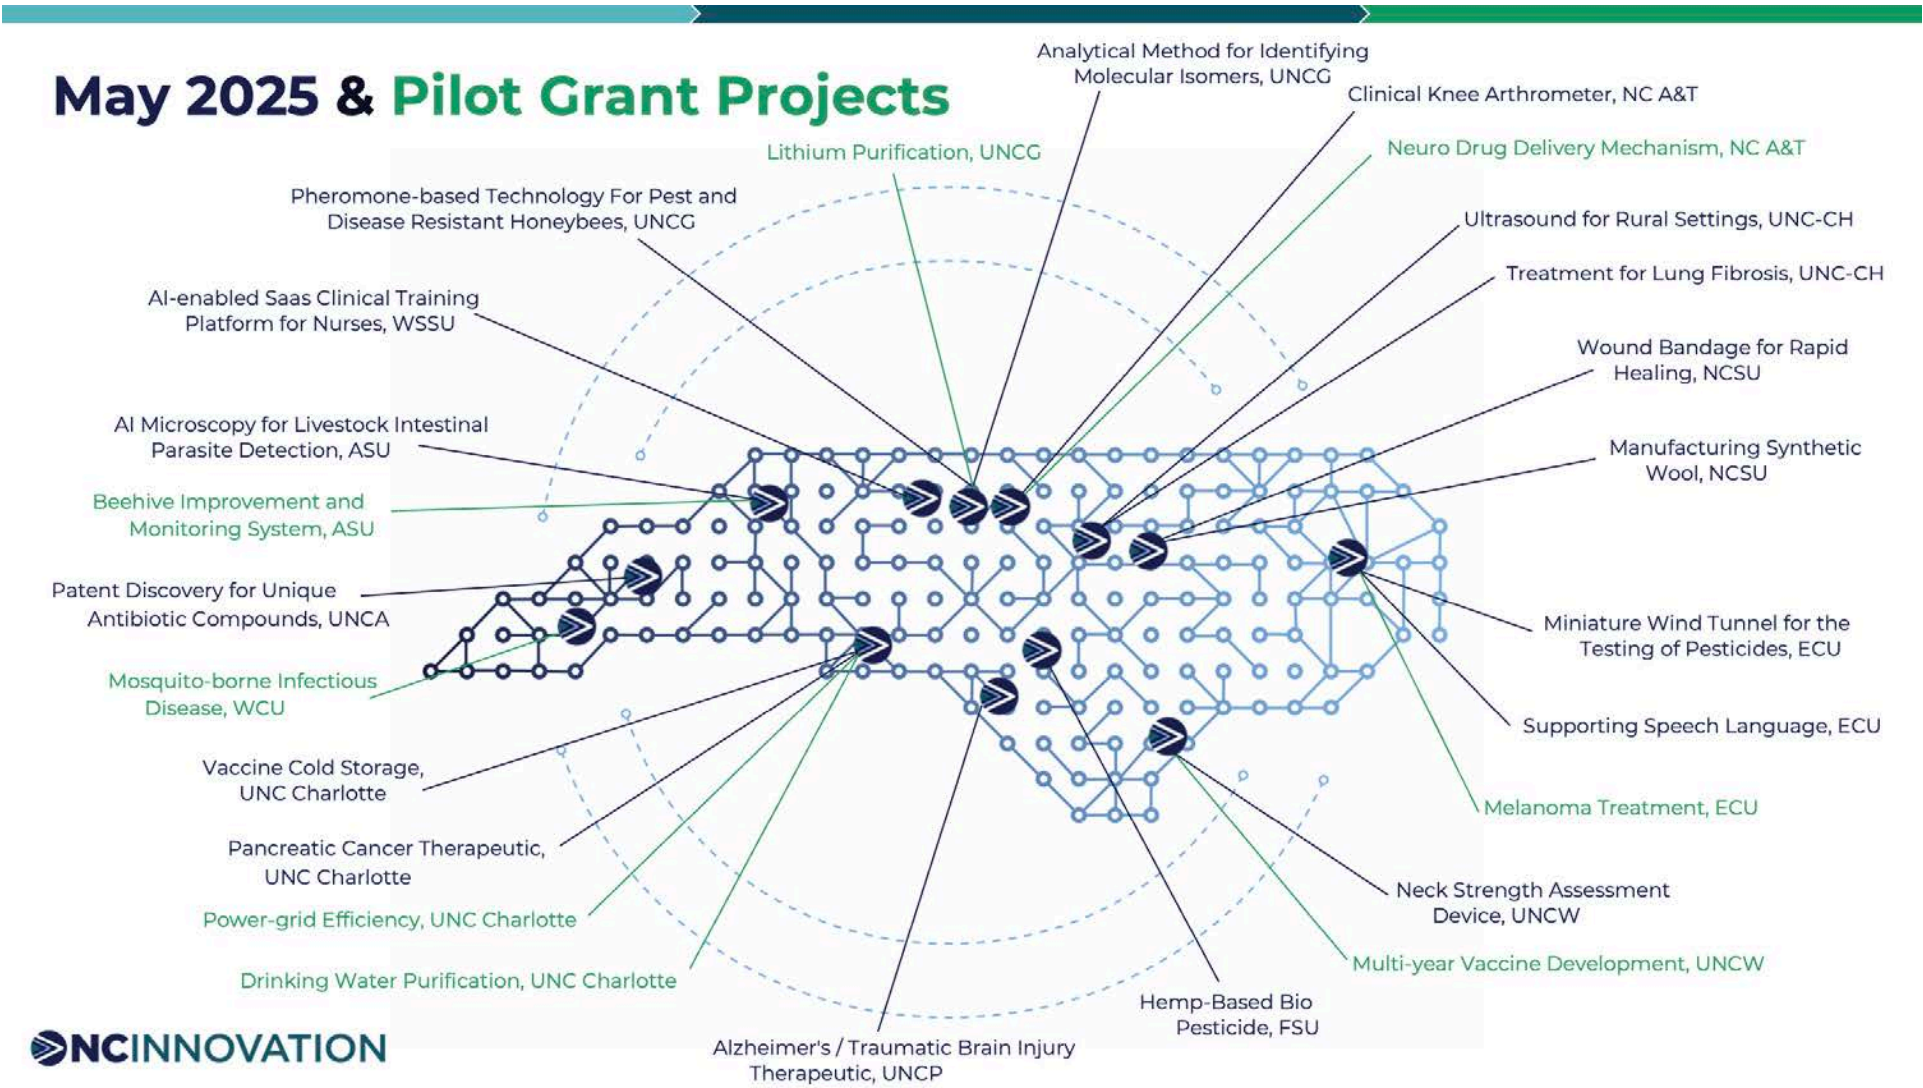 May 2025 & Pilot Grant Projects
Analytical Method for Identifying
Molecular Isomers, UNCG
Clinical Knee Arthrometer, NC A&T
Neuro Drug Delivery Mechanism, NC A&T
Lithium Purification, UNCG
Pheromone-based Technology For Pest and
Disease Resistant Honeybees, UNCG
Ultrasound for Rural Settings, UNC-CH
Treatment for Lung Fibrosis, UNC-CH
AI-enabled Saas Clinical Training
Platform for Nurses, WSSU
Wound Bandage for Rapid
Healing, NCSU
AI Microscopy for Livestock Intestinal
Parasite Detection, ASU
Manufacturing Synthetic
Wool, NCSU
Beehive Improvement and
Monitoring System, ASU
Patent Discovery for Unique
Antibiotic Compounds, UNCA
Miniature Wind Tunnel for the
Testing of Pesticides, ECU
Mosquito-borne Infectious
Disease, WCU
Supporting Speech Language, ECU
Vaccine Cold Storage,
UNC Charlotte
Melanoma Treatment, ECU
Pancreatic Cancer Therapeutic,
UNC Charlotte
Neck Strength Assessment
Device, UNCW
Power-grid Efficiency, UNC Charlotte
Multi-year Vaccine Development, UNCW
Drinking Water Purification, UNC Charlotte
Hemp-Based Bio
Pesticide, FSU
Alzheimer's / Traumatic Brain Injury
Therapeutic, UNCP
NCINNOVATION